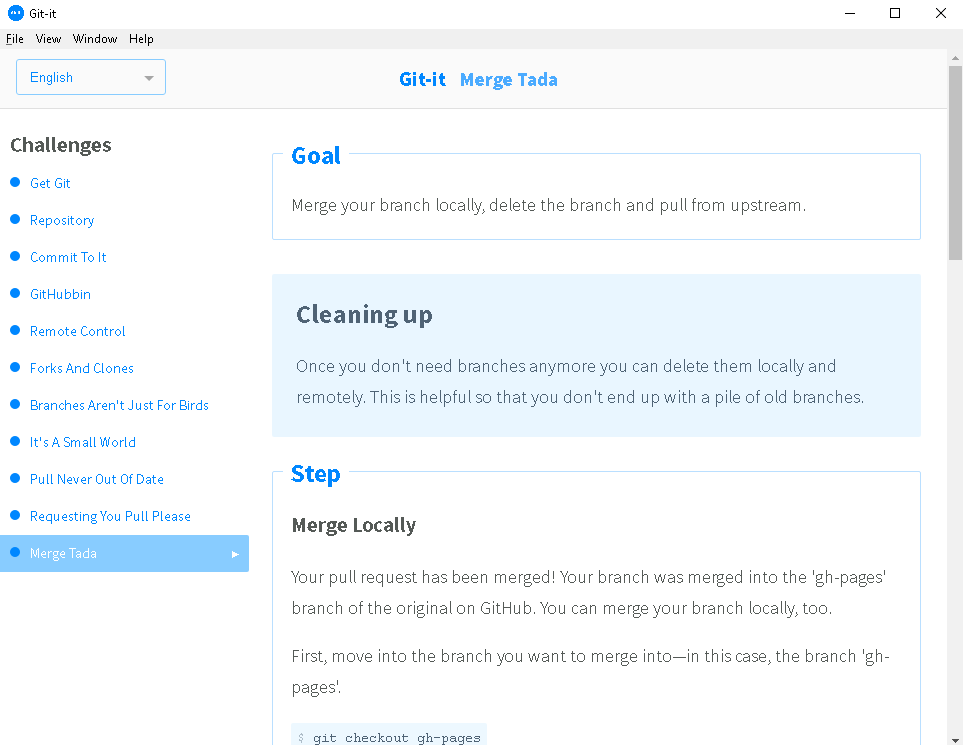 Git-it
File View Window Help
English
Git-it Merge Tada
Challenges
Get Git
Repository
Commit To It
GitHubbin
Remote Control
Forks And Clones
Branches Aren't Just For Birds
It's A Small World
Pull Never Out Of Date
Requesting You Pull Please
Merge Tada
Goal
Merge your branch locally, delete the branch and pull from upstream.
Cleaning up
Once you don't need branches anymore you can delete them locally and
remotely. This is helpful so that you don't end up with a pile of old branches.
Step
Merge Locally
Your pull request has been merged! Your branch was merged into the 'gh-pages'
branch of the original on GitHub. You can merge your branch locally, too.
First, move into the branch you want to merge into—in this case, the branch 'gh-
pages'.
$ git checkout gh-pages